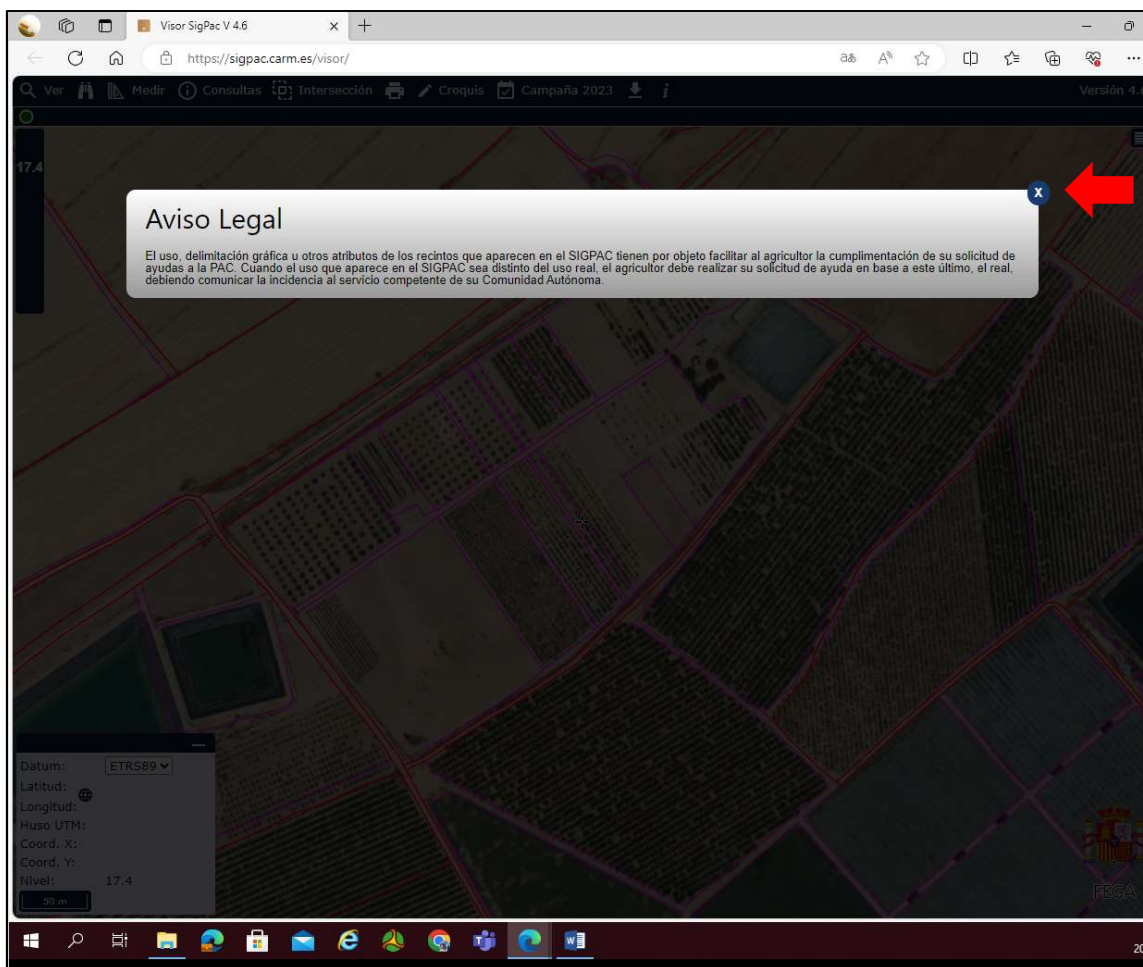 Visor SigPac V 4.6
https://sigpac.carm.es/visor/
Ver Medir Consultas Intersección Croquis Campaña 2023
17.4
x
Aviso Legal
El uso, delimitación gráfica u otros atributos de los recintos que aparecen en el SIGPAC tienen por objeto facilitar al agricultor la cumplimentación de su solicitud de
ayudas a la PAC. Cuando el uso que aparece en el SIGPAC sea distinto del uso real, el agricultor debe realizar su solicitud de ayuda en base a este último, el real,
debiendo comunicar la incidencia al servicio competente de su Comunidad Autónoma.
Datum: ETRS89
Latitud:
Longitud:
Huso UTM:
Coord. X:
Coord. Y:
Nivel: 17.4
50 m
FEGA